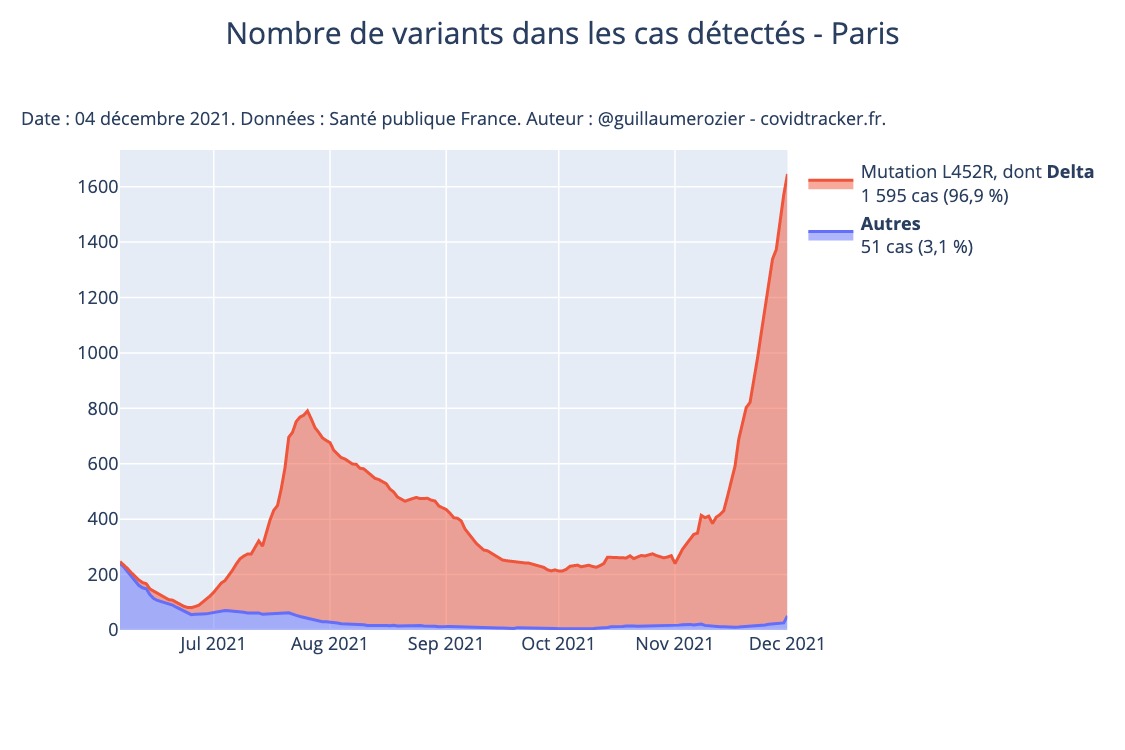 Nombre de variants dans les cas détectés - Paris
Date : 04 décembre 2021. Données : Santé publique France. Auteur : @guillaumerozier - covidtracker.fr.
Mutation L452R, dont Delta
1 595 cas (96,9 %)
Autres
51 cas (3,1 %)
1600
1400
1200
1000
800
600
400
200
0
Jul 2021 Aug 2021 Sep 2021 Oct 2021 Nov 2021 Dec 2021